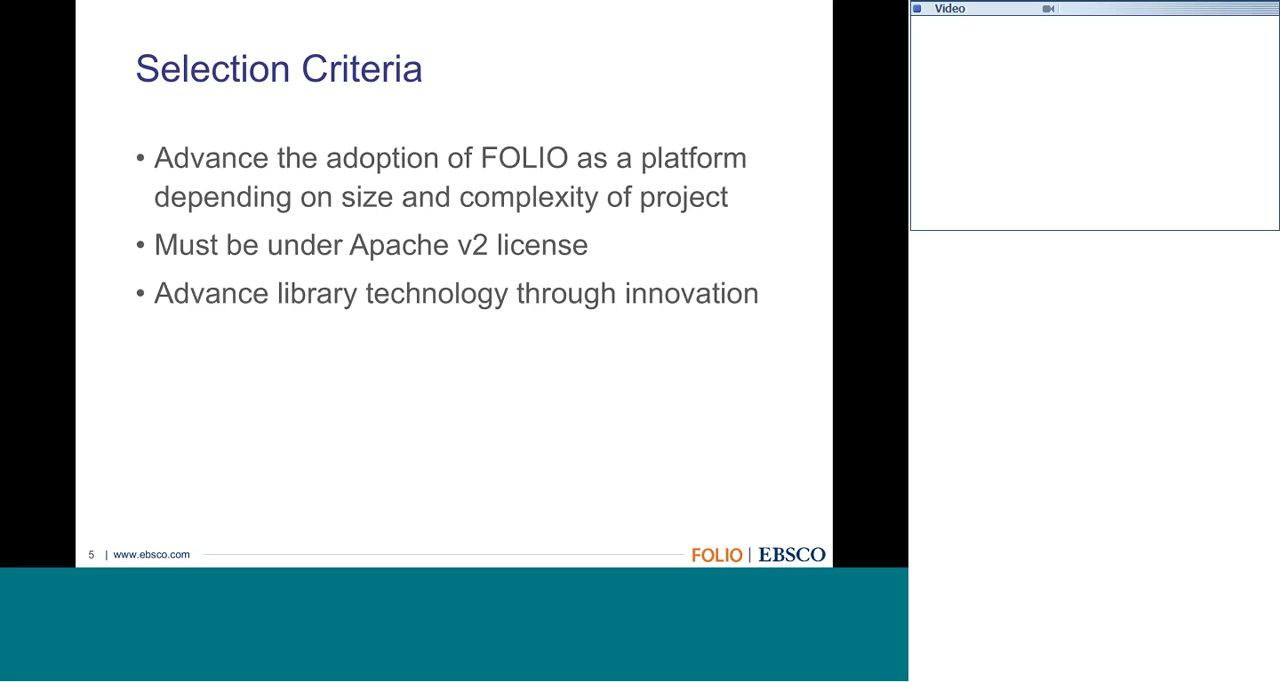 Video
Selection Criteria
• Advance the adoption of FOLIO as a platform
depending on size and complexity of project
• Must be under Apache v2 license
• Advance library technology through innovation
5 | www.ebsco.com
FOLIO | EBSCO